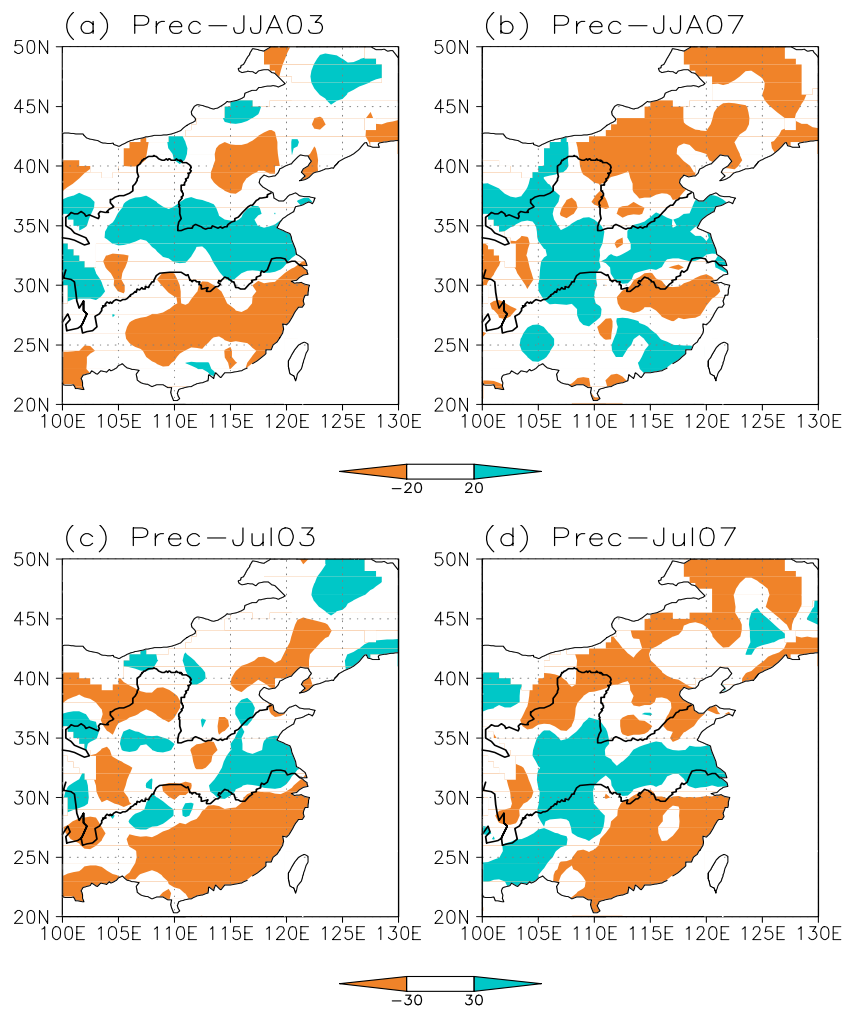 (a) Prec-JJA03
(b) Prec-JJA07
50N
45N
40N
35N
30N
25N
20N
100E 105E 110E 115E 120E 125E 130E
50N
45N
40N
35N
30N
25N
20N
100E 105E 110E 115E 120E 125E 130E
-20 20
(c) Prec-Jul03
(d) Prec-Jul07
50N
45N
40N
35N
30N
25N
20N
100E 105E 110E 115E 120E 125E 130E
50N
45N
40N
35N
30N
25N
20N
100E 105E 110E 115E 120E 125E 130E
-30 30